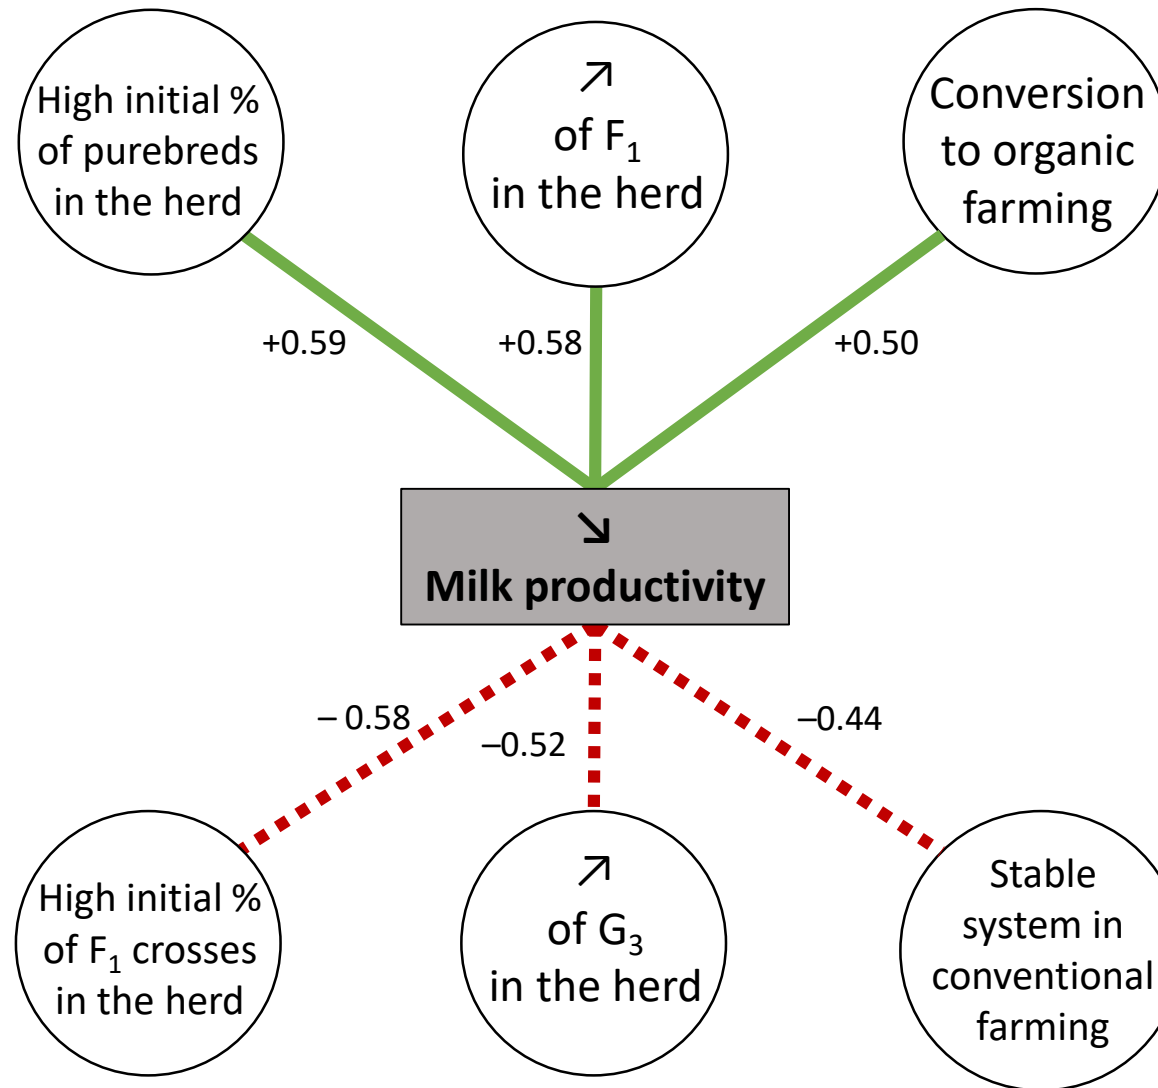 High initial %
of purebreds
in the herd
↗
of F₁
in the herd
Conversion
to organic
farming
+0.59
+0.58
+0.50
↘
Milk productivity
– 0.58
–0.52
–0.44
High initial %
of F₁ crosses
in the herd
↗
of G₃
in the herd
Stable
system in
conventional
farming